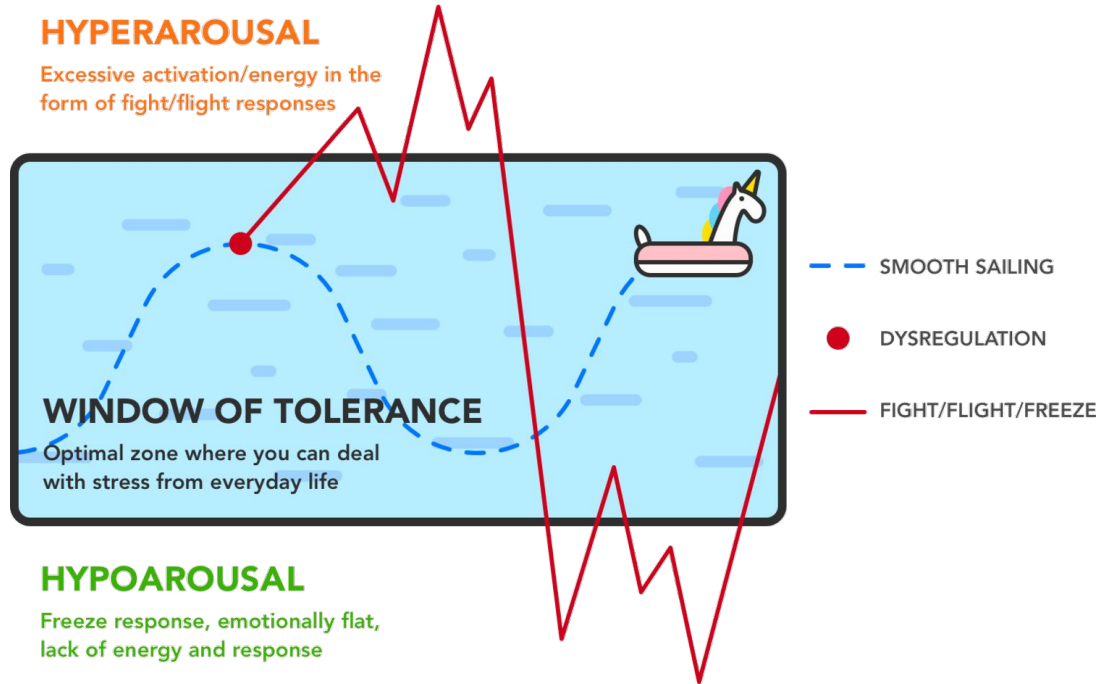 HYPERAROUSAL
Excessive activation/energy in the
form of fight/flight responses
WINDOW OF TOLERANCE
Optimal zone where you can deal
with stress from everyday life
HYPOAROUSAL
Freeze response, emotionally flat,
lack of energy and response
SMOOTH SAILING
DYSREGULATION
FIGHT/FLIGHT/FREEZE